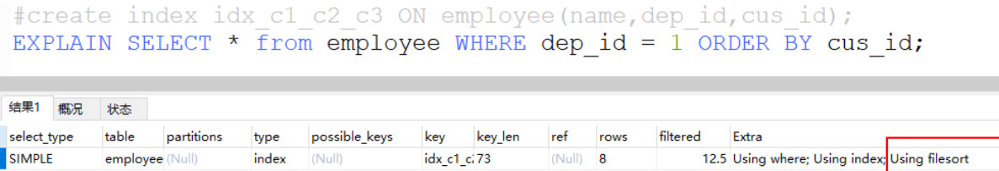 #create index idx_c1_c2_c3 ON employee(name,dep_id,cus_id);
EXPLAIN SELECT * from employee WHERE dep_id = 1 ORDER BY cus_id;
结果1 概况 状态
select_type table partitions type possible_keys key key_len ref rows filtered Extra
SIMPLE employee (Null) index (Null) idx_c1_c 73 (Null) 8 12.5 Using where; Using index; Using filesort